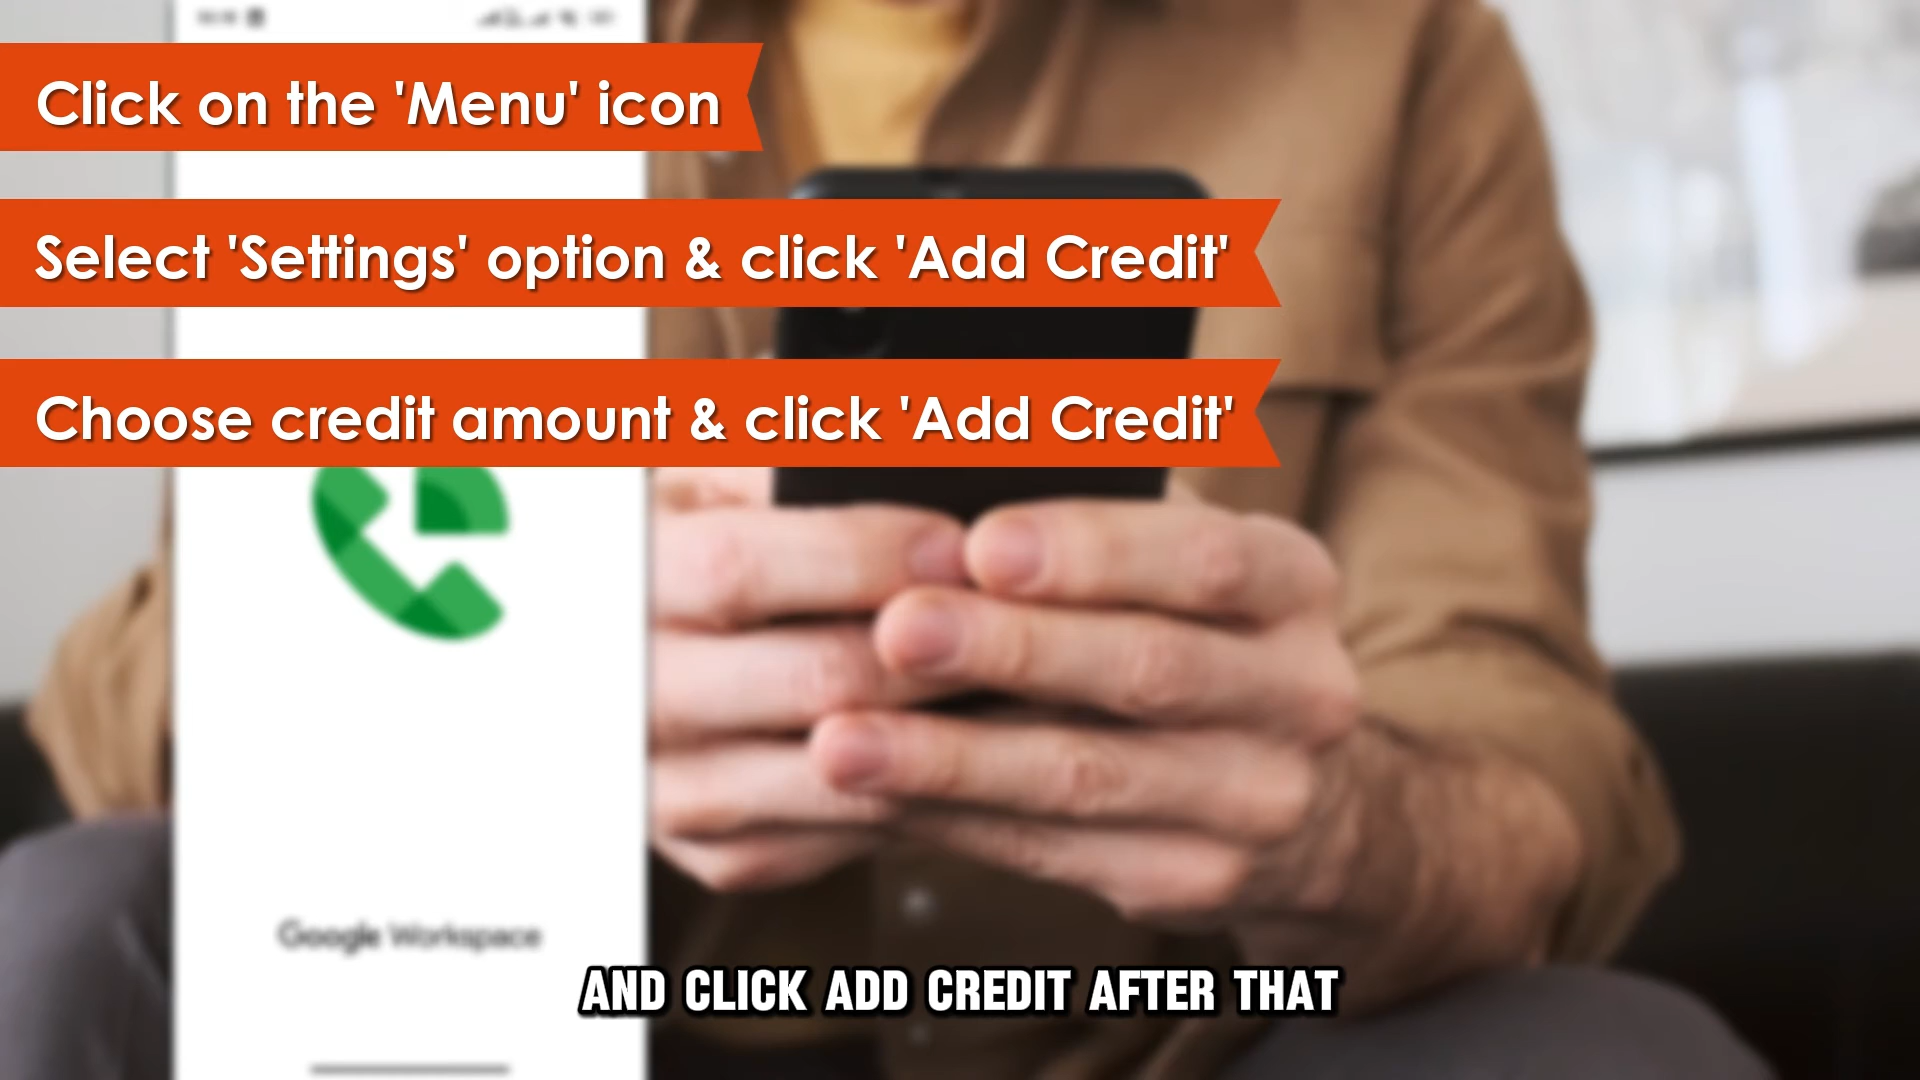 Click on the 'Menu' icon
Select 'Settings' option & click 'Add Credit'
Choose credit amount & click 'Add Credit'
Google Workspace
AND CLICK ADD CREDIT AFTER THAT